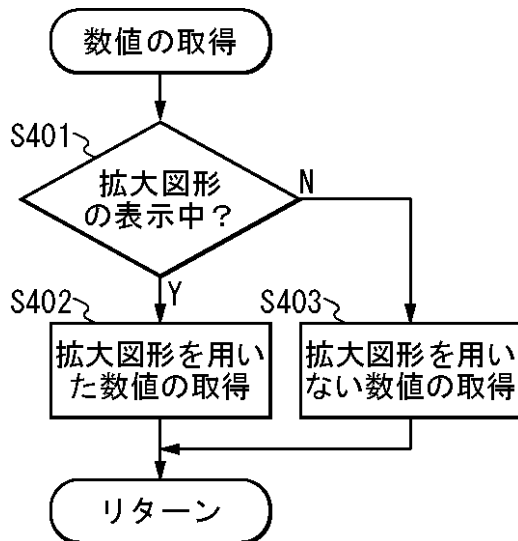 数値の取得
S401
拡大図形
の表示中?
N
Y
S402
拡大図形を用い
た数値の取得
S403
拡大図形を用い
ない数値の取得
リターン